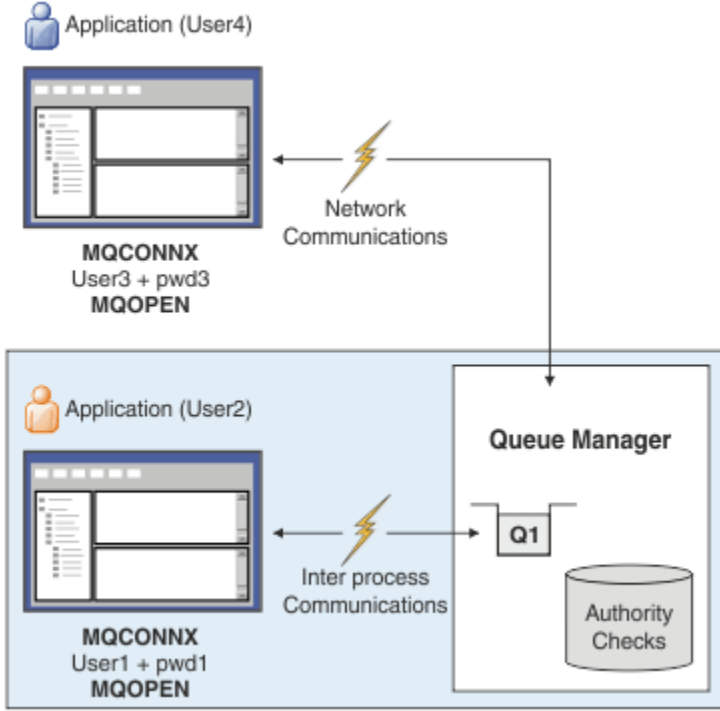 Application (User4)
Network
Communications
MQCONNX
User3 + pwd3
MQOPEN
Application (User2)
Queue Manager
Q1
Inter process
Communications
Authority
Checks
MQCONNX
User1 + pwd1
MQOPEN